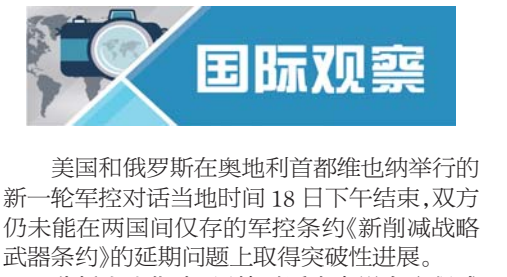 国际观察
美国和俄罗斯在奥地利首都维也纳举行的
新一轮军控对话当地时间 18 日下午结束,双方
仍未能在两国间仅存的军控条约《新削减战略
武器条约》的延期问题上取得突破性进展。